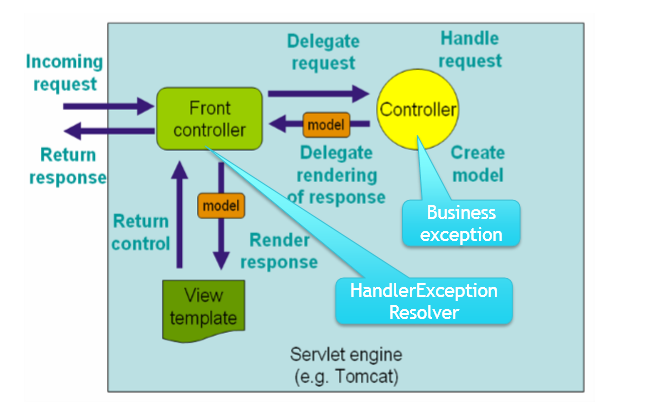 Incoming
request
Return
response
Front
controller
Delegate
request
Handle
request
Controller
model
Delegate
rendering
of response
Create
model
Business
exception
model
Return
control
Render
response
HandlerException
Resolver
View
template
Servlet engine
(e.g. Tomcat)